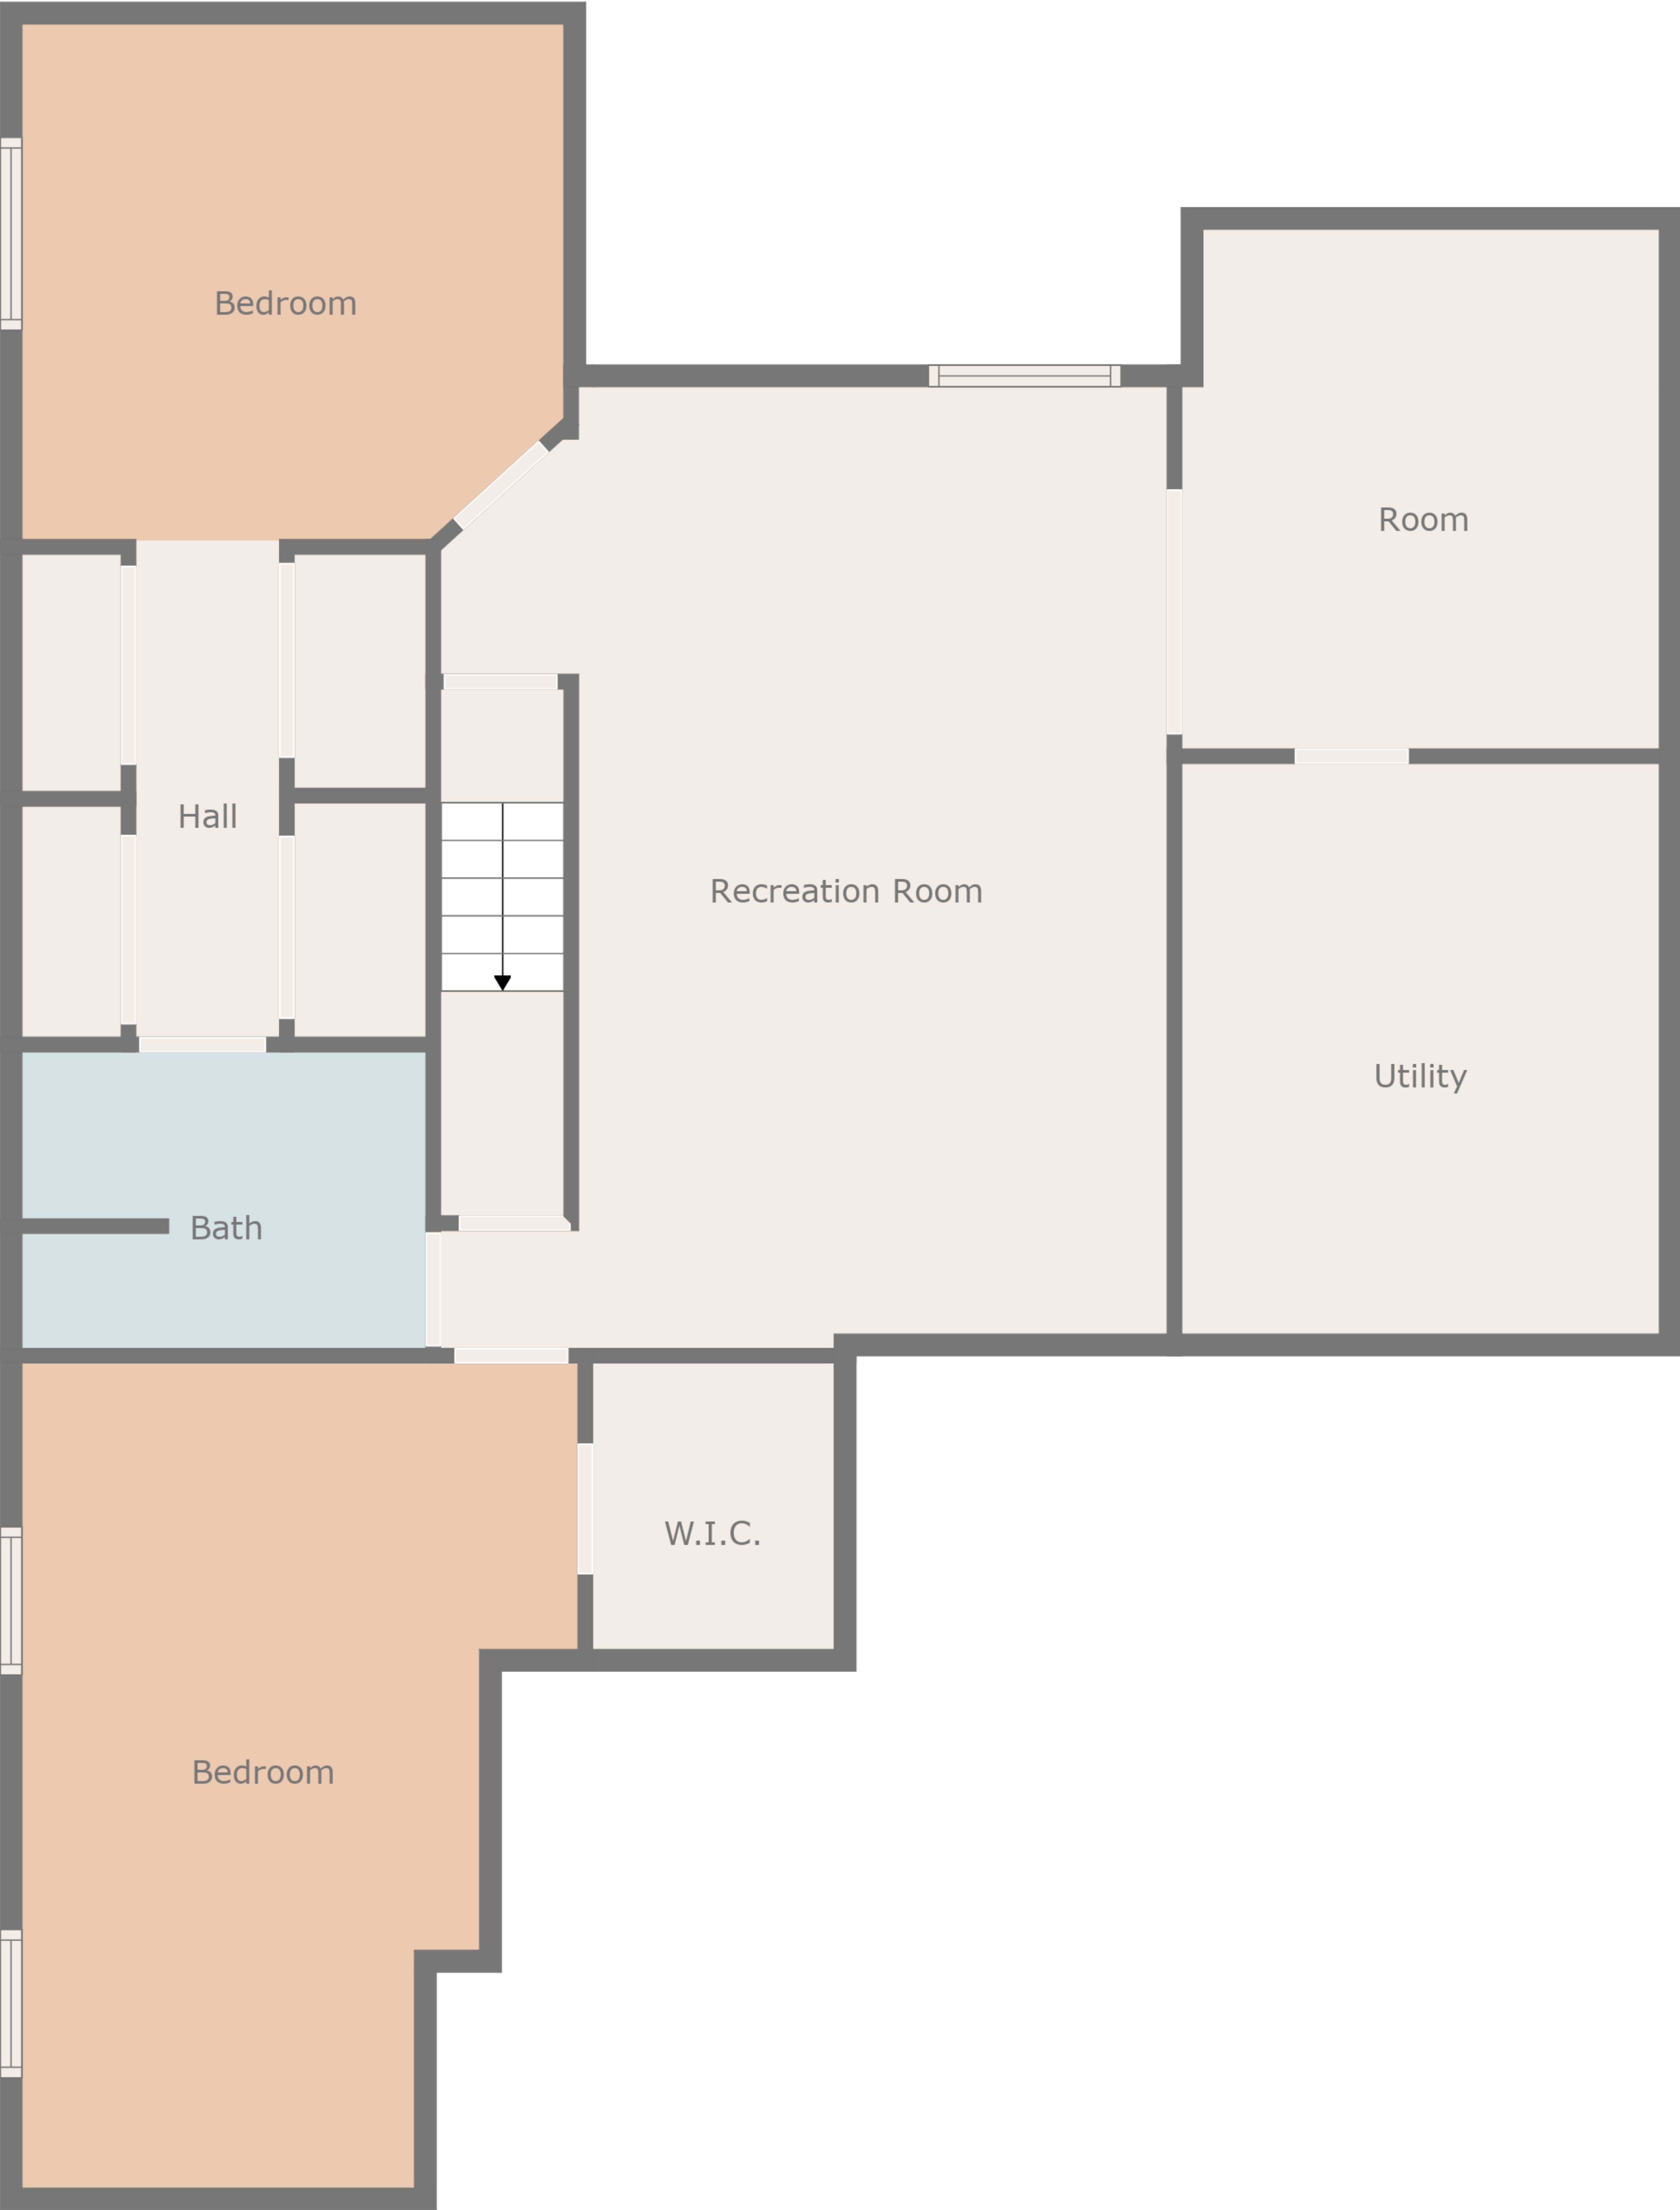 Bedroom
Room
Hall
Recreation Room
Utility
Bath
W.I.C.
Bedroom